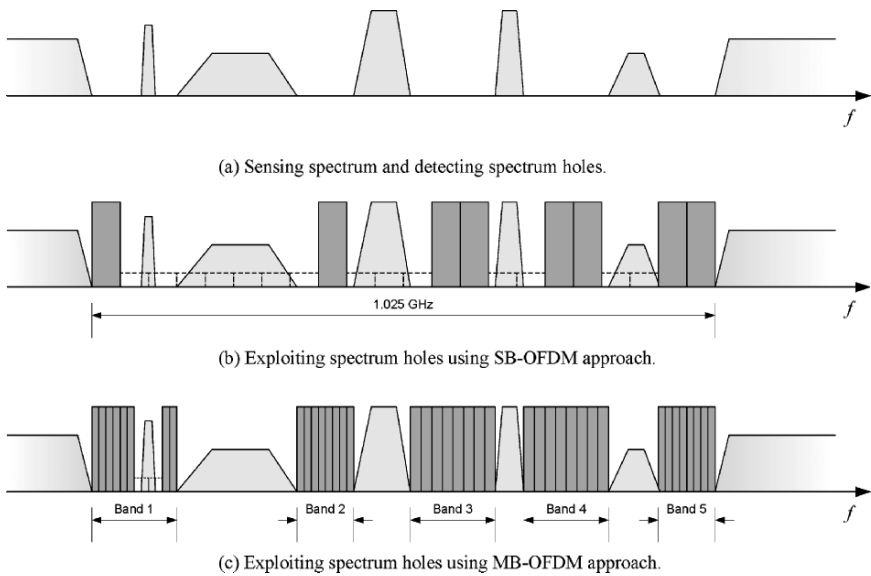 f
(a) Sensing spectrum and detecting spectrum holes.
1.025 GHz
f
(b) Exploiting spectrum holes using SB-OFDM approach.
Band 1 Band 2 Band 3 Band 4 Band 5
f
(c) Exploiting spectrum holes using MB-OFDM approach.